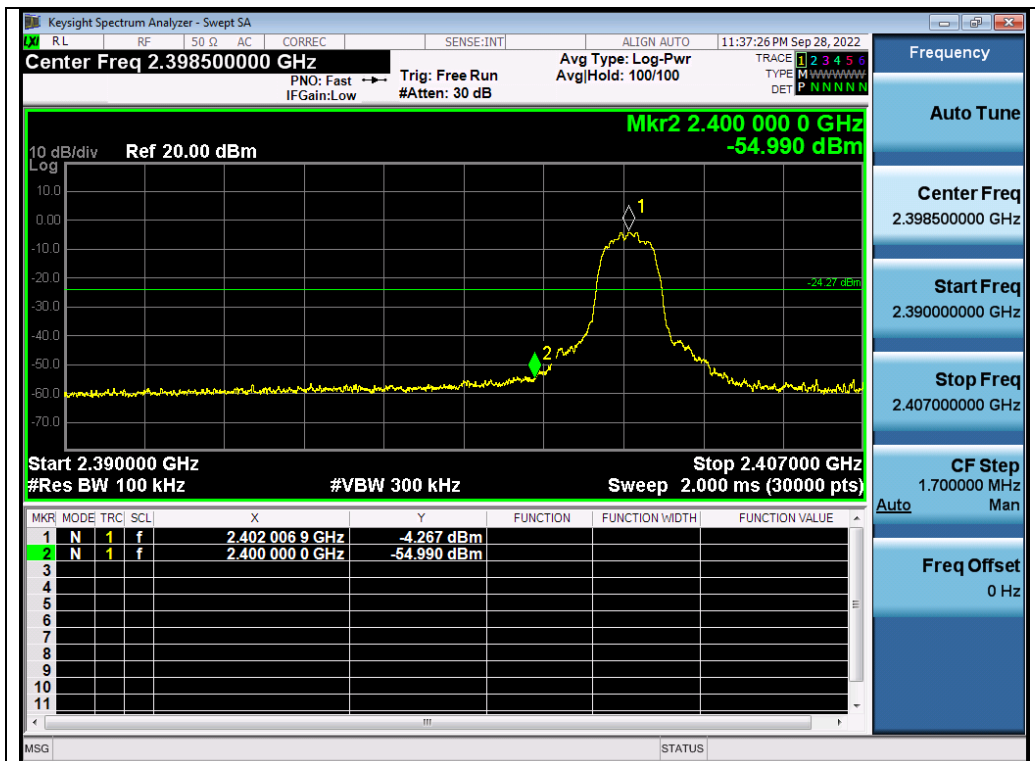 Keysight Spectrum Analyzer - Swept SA
LXI RL RF 50 Ω AC CORREC SENSE:INT ALIGN AUTO 11:37:26 PM Sep 28, 2022
Center Freq 2.398500000 GHz
PNO: Fast
IFGain:Low
Trig: Free Run
#Atten: 30 dB
Avg Type: Log-Pwr
Avg|Hold: 100/100
TRACE 1 2 3 4 5 6
TYPE M WWWWW
DET P N N N N N
Mkr2 2.400 000 0 GHz
-54.990 dBm
10 dB/div Ref 20.00 dBm
Log
10.0
0.00
-10.0
-20.0
-30.0
-40.0
-50.0
-60.0
-70.0
1
-24.27 dBm
2
Start 2.390000 GHz Stop 2.407000 GHz
#Res BW 100 kHz #VBW 300 kHz Sweep 2.000 ms (30000 pts)
MKR MODE TRC SCL X Y FUNCTION FUNCTION WIDTH FUNCTION VALUE
1 N 1 f 2.402 006 9 GHz -4.267 dBm
2 N 1 f 2.400 000 0 GHz -54.990 dBm
3
4
5
6
7
8
9
10
11
MSG STATUS
Frequency
Auto Tune
Center Freq
2.398500000 GHz
Start Freq
2.390000000 GHz
Stop Freq
2.407000000 GHz
CF Step
1.700000 MHz
Auto Man
Freq Offset
0 Hz